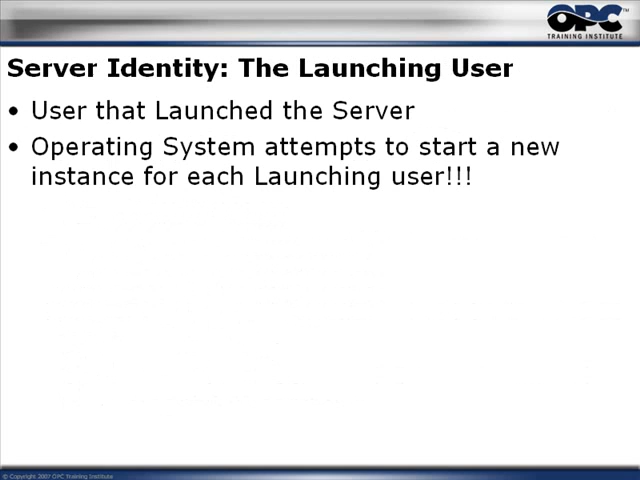 OPC
TRAINING INSTITUTE
Server Identity: The Launching User
• User that Launched the Server
• Operating System attempts to start a new
instance for each Launching user!!!
© Copyright 2007 OPC Training Institute